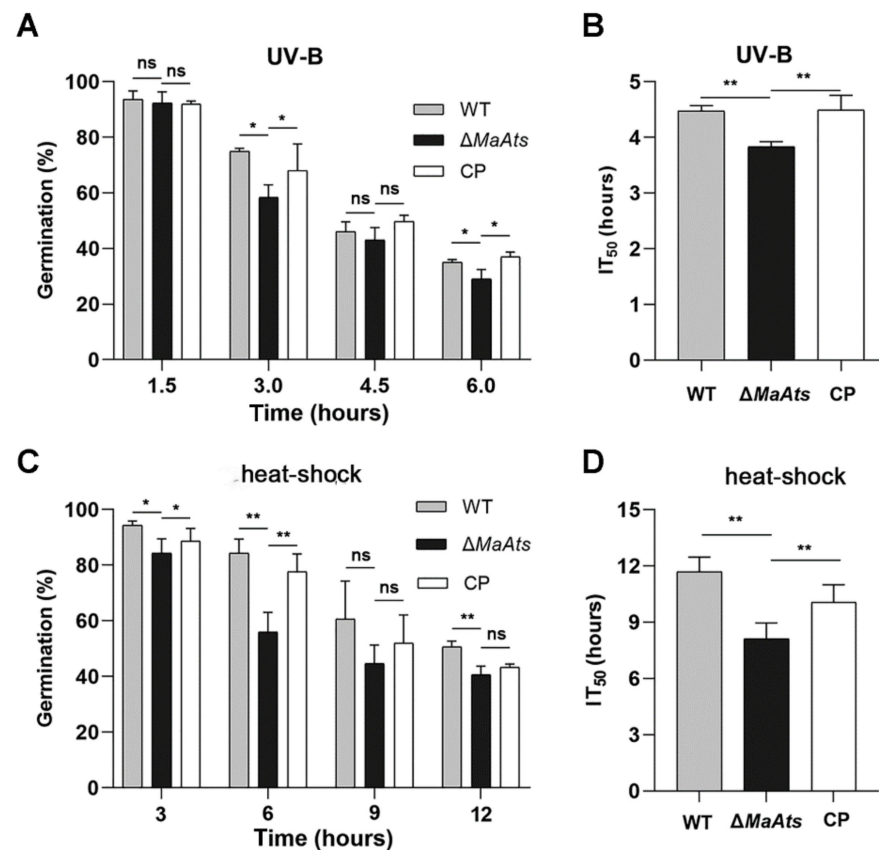 A
UV-B
ns ns
* *
ns ns
* *
WT
ΔMaAts
CP
Germination (%)
100
80
60
40
20
0
1.5 3.0 4.5 6.0
Time (hours)
B
UV-B
** **
IT50 (hours)
5
4
3
2
1
0
WT ΔMaAts CP
C
heat-shock
* *
** **
ns ns
** ns
WT
ΔMaAts
CP
Germination (%)
100
80
60
40
20
0
3 6 9 12
Time (hours)
D
heat-shock
** **
IT50 (hours)
15
12
9
6
3
0
WT ΔMaAts CP